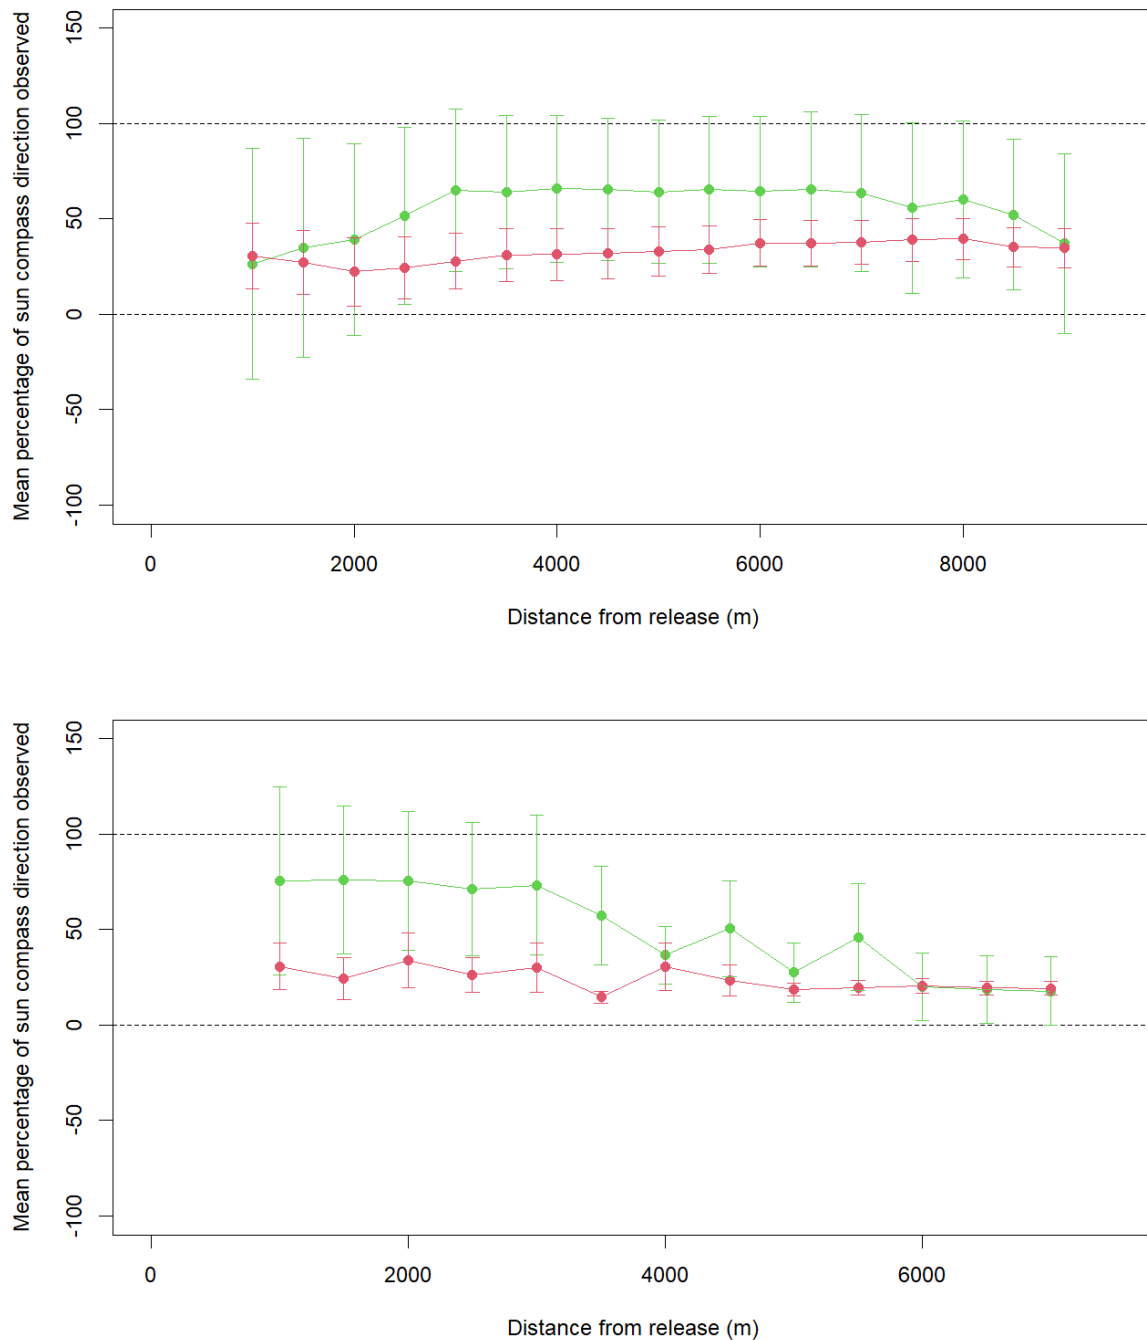 Mean percentage of sun compass direction observed
150
100
50
0
-50
-100
0 2000 4000 6000 8000
Distance from release (m)
Mean percentage of sun compass direction observed
150
100
50
0
-50
-100
0 2000 4000 6000
Distance from release (m)